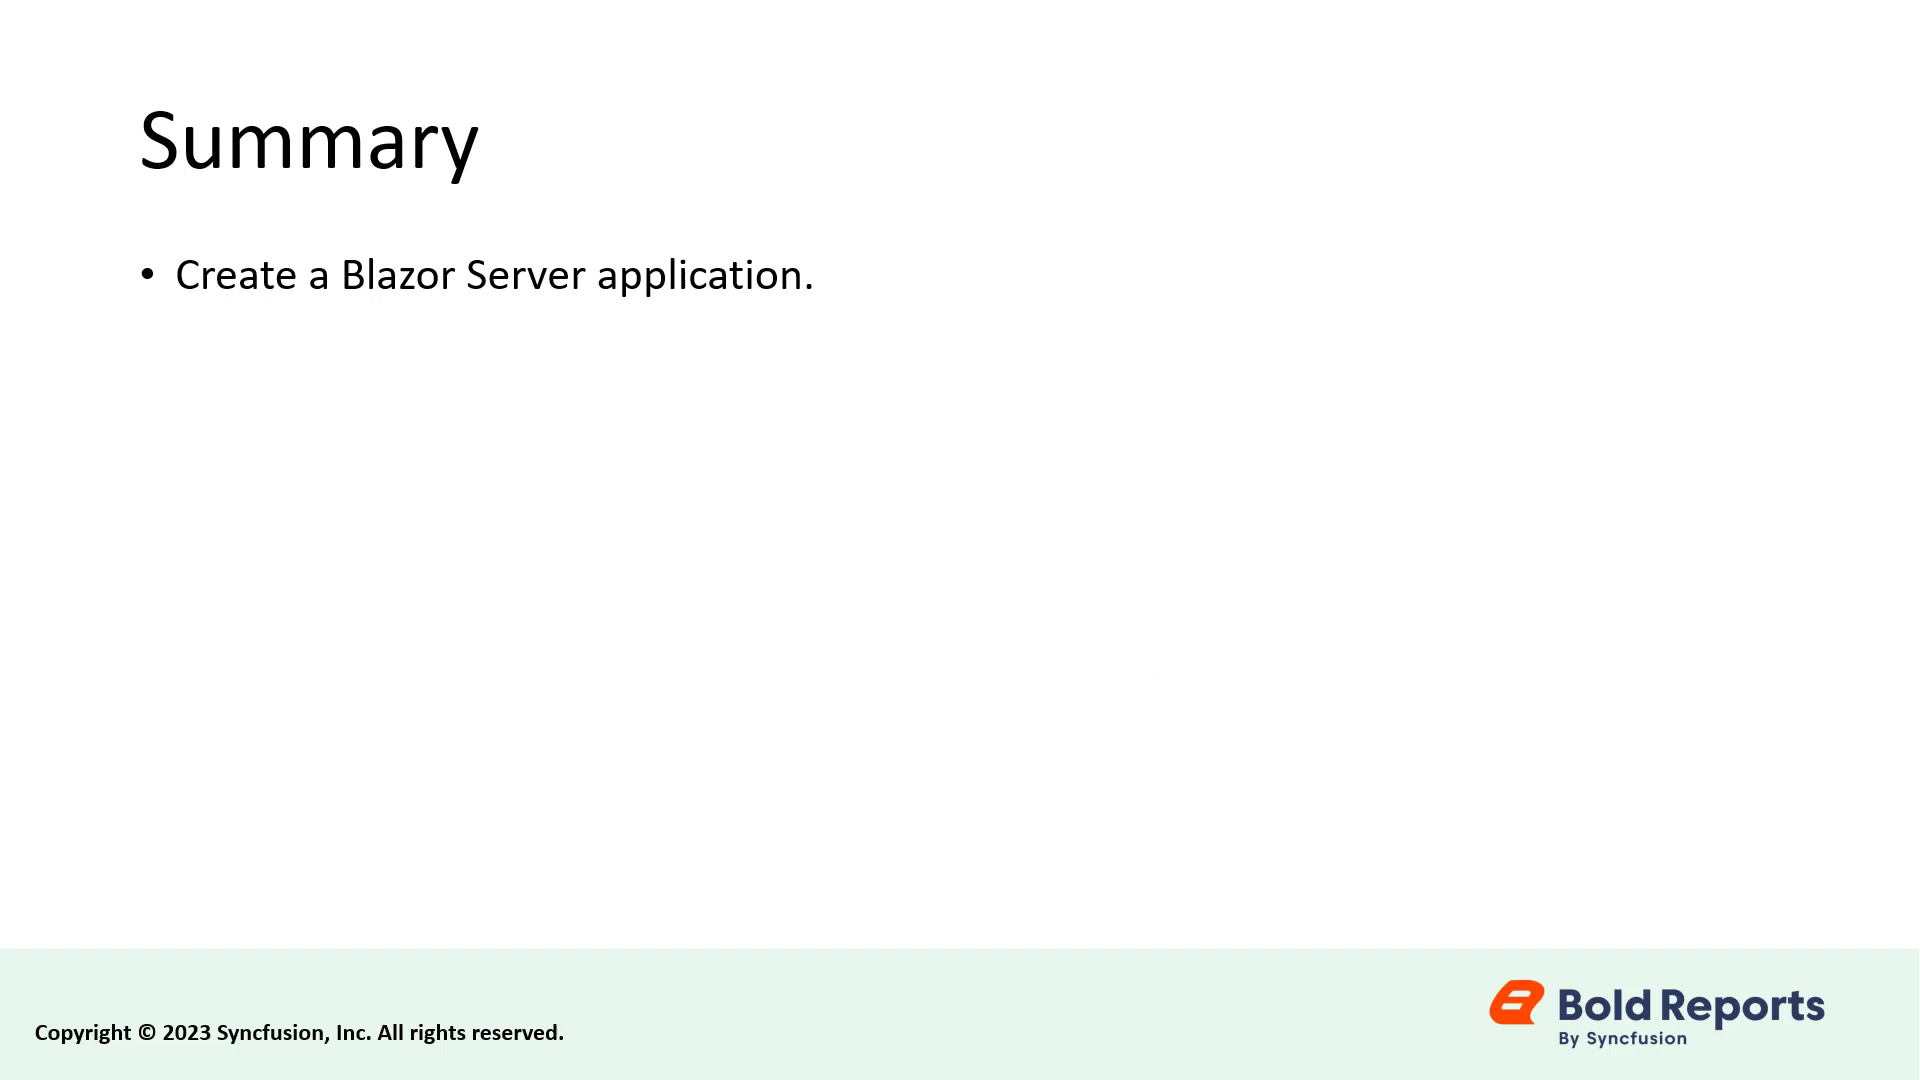 Summary
• Create a Blazor Server application.
Copyright © 2023 Syncfusion, Inc. All rights reserved.
Bold Reports
By Syncfusion